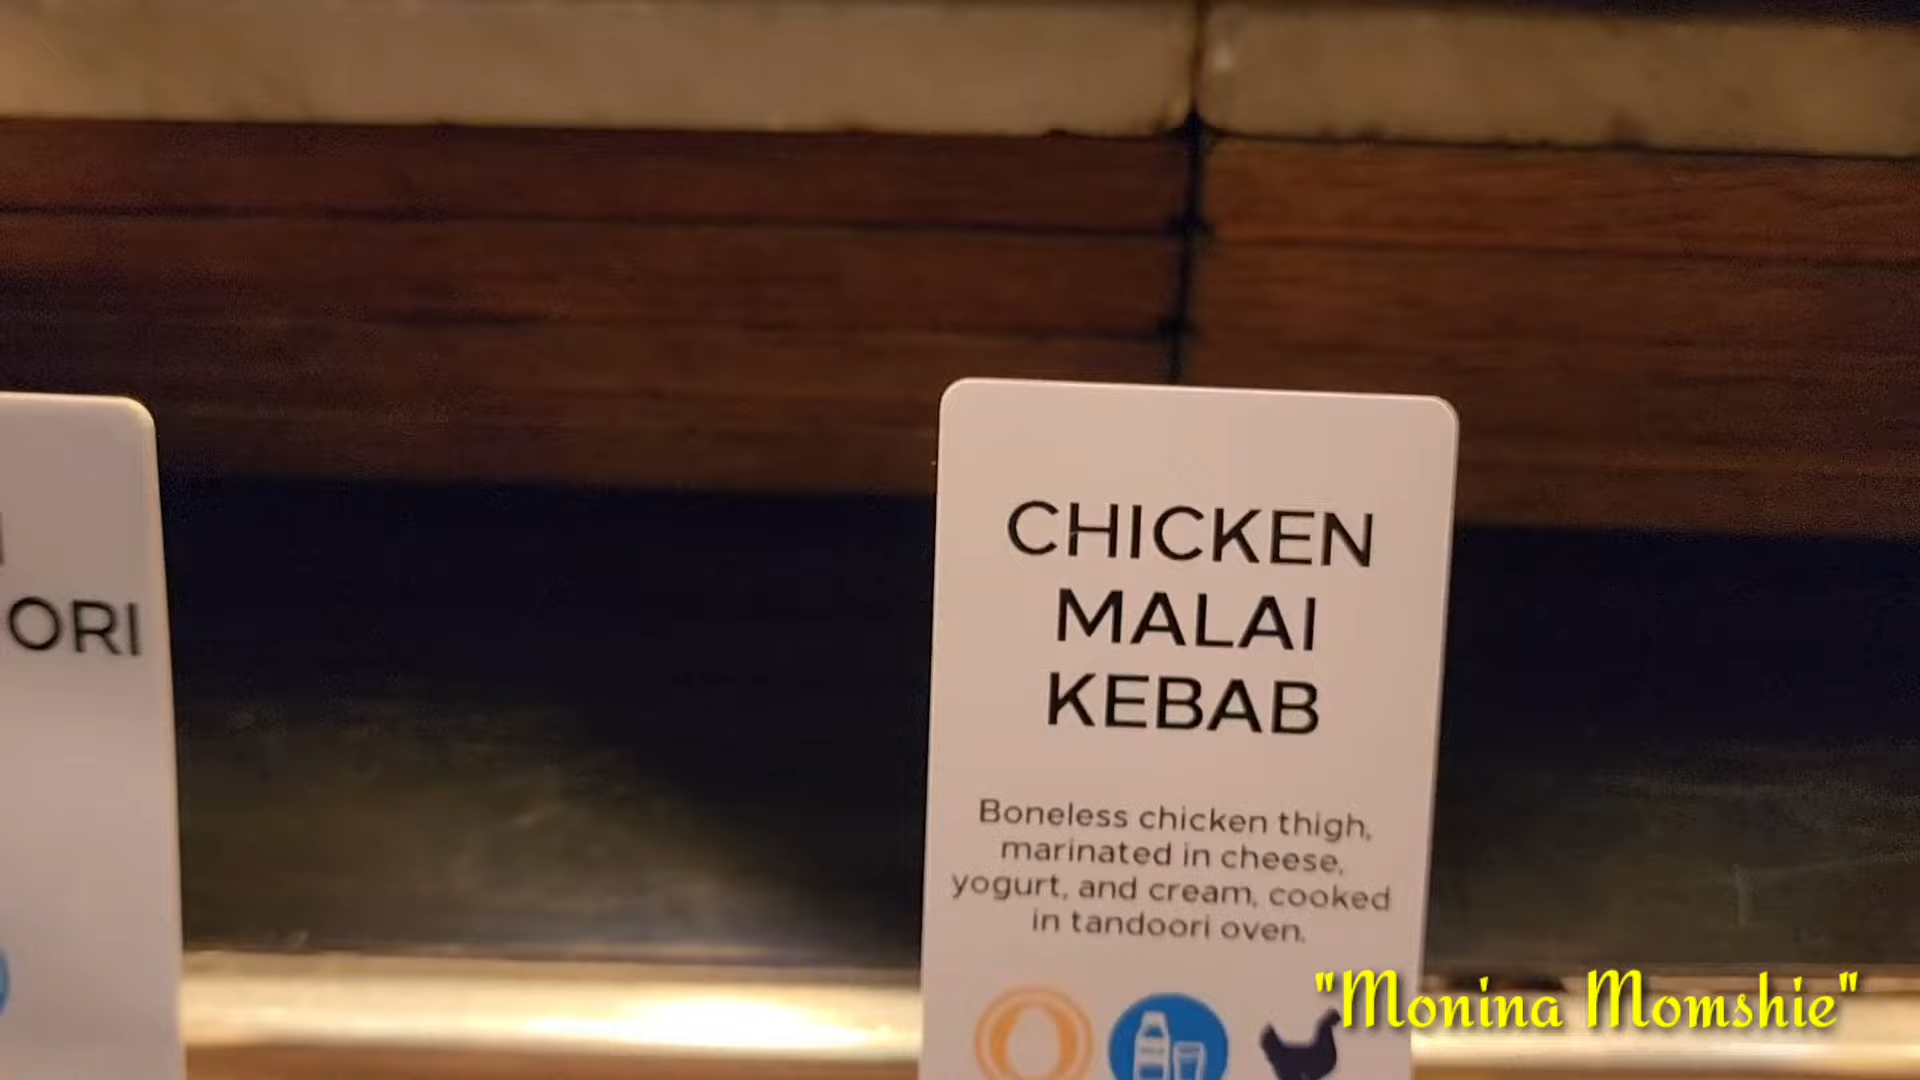 ORI
CHICKEN
MALAI
KEBAB
Boneless chicken thigh,
marinated in cheese,
yogurt, and cream, cooked
in tandoori oven.
"Monina Momshie"